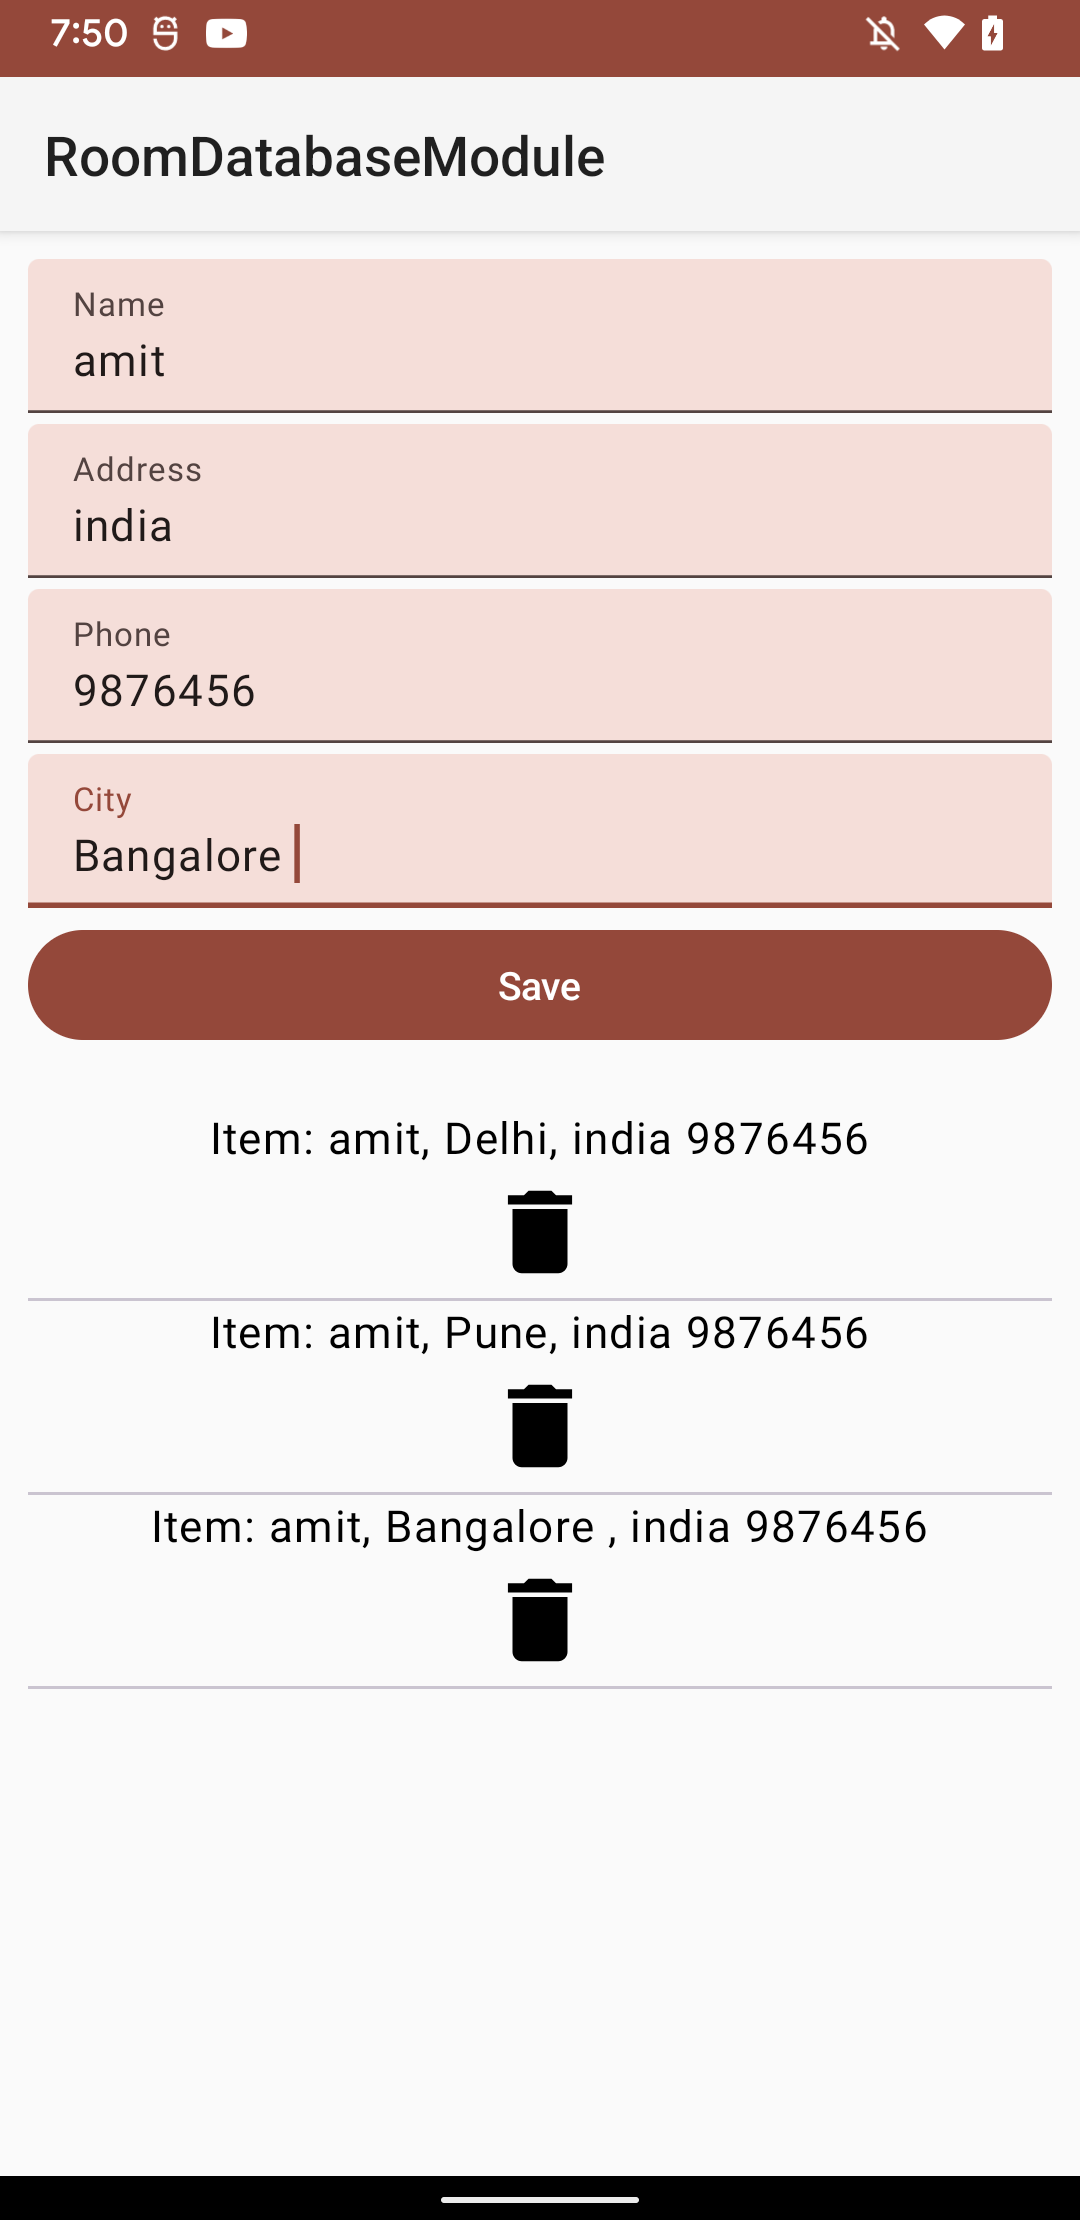 7:50
RoomDatabaseModule
Name
amit
Address
india
Phone
9876456
City
Bangalore
Save
Item: amit, Delhi, india 9876456
Item: amit, Pune, india 9876456
Item: amit, Bangalore , india 9876456